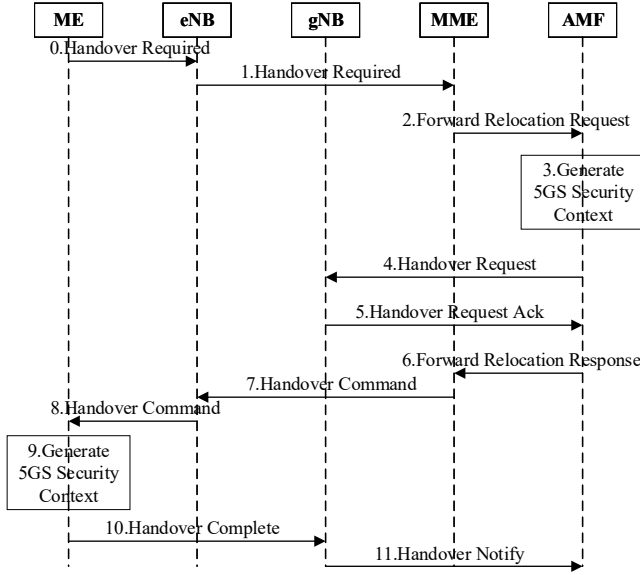 ME eNB gNB MME AMF
0.Handover Required
1.Handover Required
2.Forward Relocation Request
3.Generate
5GS Security
Context
4.Handover Request
5.Handover Request Ack
6.Forward Relocation Response
7.Handover Command
8.Handover Command
9.Generate
5GS Security
Context
10.Handover Complete
11.Handover Notify